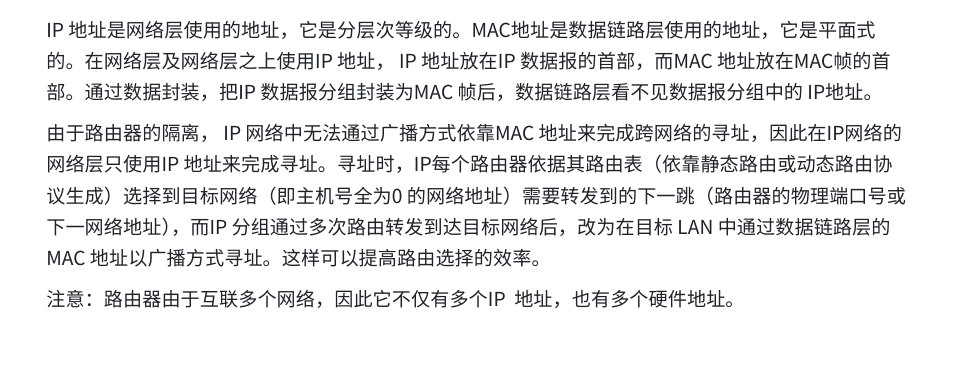 IP 地址是网络层使用的地址，它是分层次等级的。MAC地址是数据链路层使用的地址，它是平面式
的。在网络层及网络层之上使用IP 地址， IP 地址放在IP 数据报的首部，而MAC 地址放在MAC帧的首
部。通过数据封装，把IP 数据报分组封装为MAC 帧后，数据链路层看不见数据报分组中的 IP地址。
由于路由器的隔离， IP 网络中无法通过广播方式依靠MAC 地址来完成跨网络的寻址，因此在IP网络的
网络层只使用IP 地址来完成寻址。寻址时，IP每个路由器依据其路由表（依靠静态路由或动态路由协
议生成）选择到目标网络（即主机号全为0 的网络地址）需要转发到的下一跳（路由器的物理端口号或
下一网络地址），而IP 分组通过多次路由转发到达目标网络后，改为在目标 LAN 中通过数据链路层的
MAC 地址以广播方式寻址。这样可以提高路由选择的效率。
注意：路由器由于互联多个网络，因此它不仅有多个IP 地址，也有多个硬件地址。